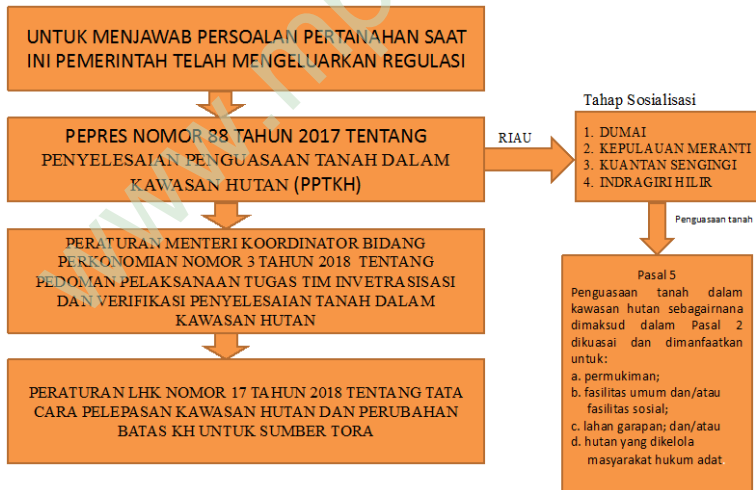 UNTUK MENJAWAB PERSOALAN PERTANAHAN SAAT
INI PEMERINTAH TELAH MENGELUARKAN REGULASI
PEPRES NOMOR 88 TAHUN 2017 TENTANG
PENYELESAIAN PENGUASAAN TANAH DALAM
KAWASAN HUTAN (PPTKH)
RIAU
Tahap Sosialisasi
1. DUMAI
2. KEPULAUAN MERANTI
3. KUANTAN SENGINGI
4. INDRAGIRI HILIR
Penguasaan tanah
PERATURAN MENTERI KOORDINATOR BIDANG
PERKONOMIAN NOMOR 3 TAHUN 2018 TENTANG
PEDOMAN PELAKSANAAN TUGAS TIM INVETRASISASI
DAN VERIFIKASI PENYELESAIAN TANAH DALAM
KAWASAN HUTAN
PERATURAN LHK NOMOR 17 TAHUN 2018 TENTANG TATA
CARA PELEPASAN KAWASAN HUTAN DAN PERUBAHAN
BATAS KH UNTUK SUMBER TORA
Pasal 5
Penguasaan tanah dalam
kawasan hutan sebagairnana
dimaksud dalam Pasal 2
dikuasai dan dimanfaatkan
untuk:
a. permukiman;
b. fasilitas umum dan/atau
fasilitas sosial;
c. lahan garapan; dan/atau
d. hutan yang dikelola
masyarakat hukum adat.